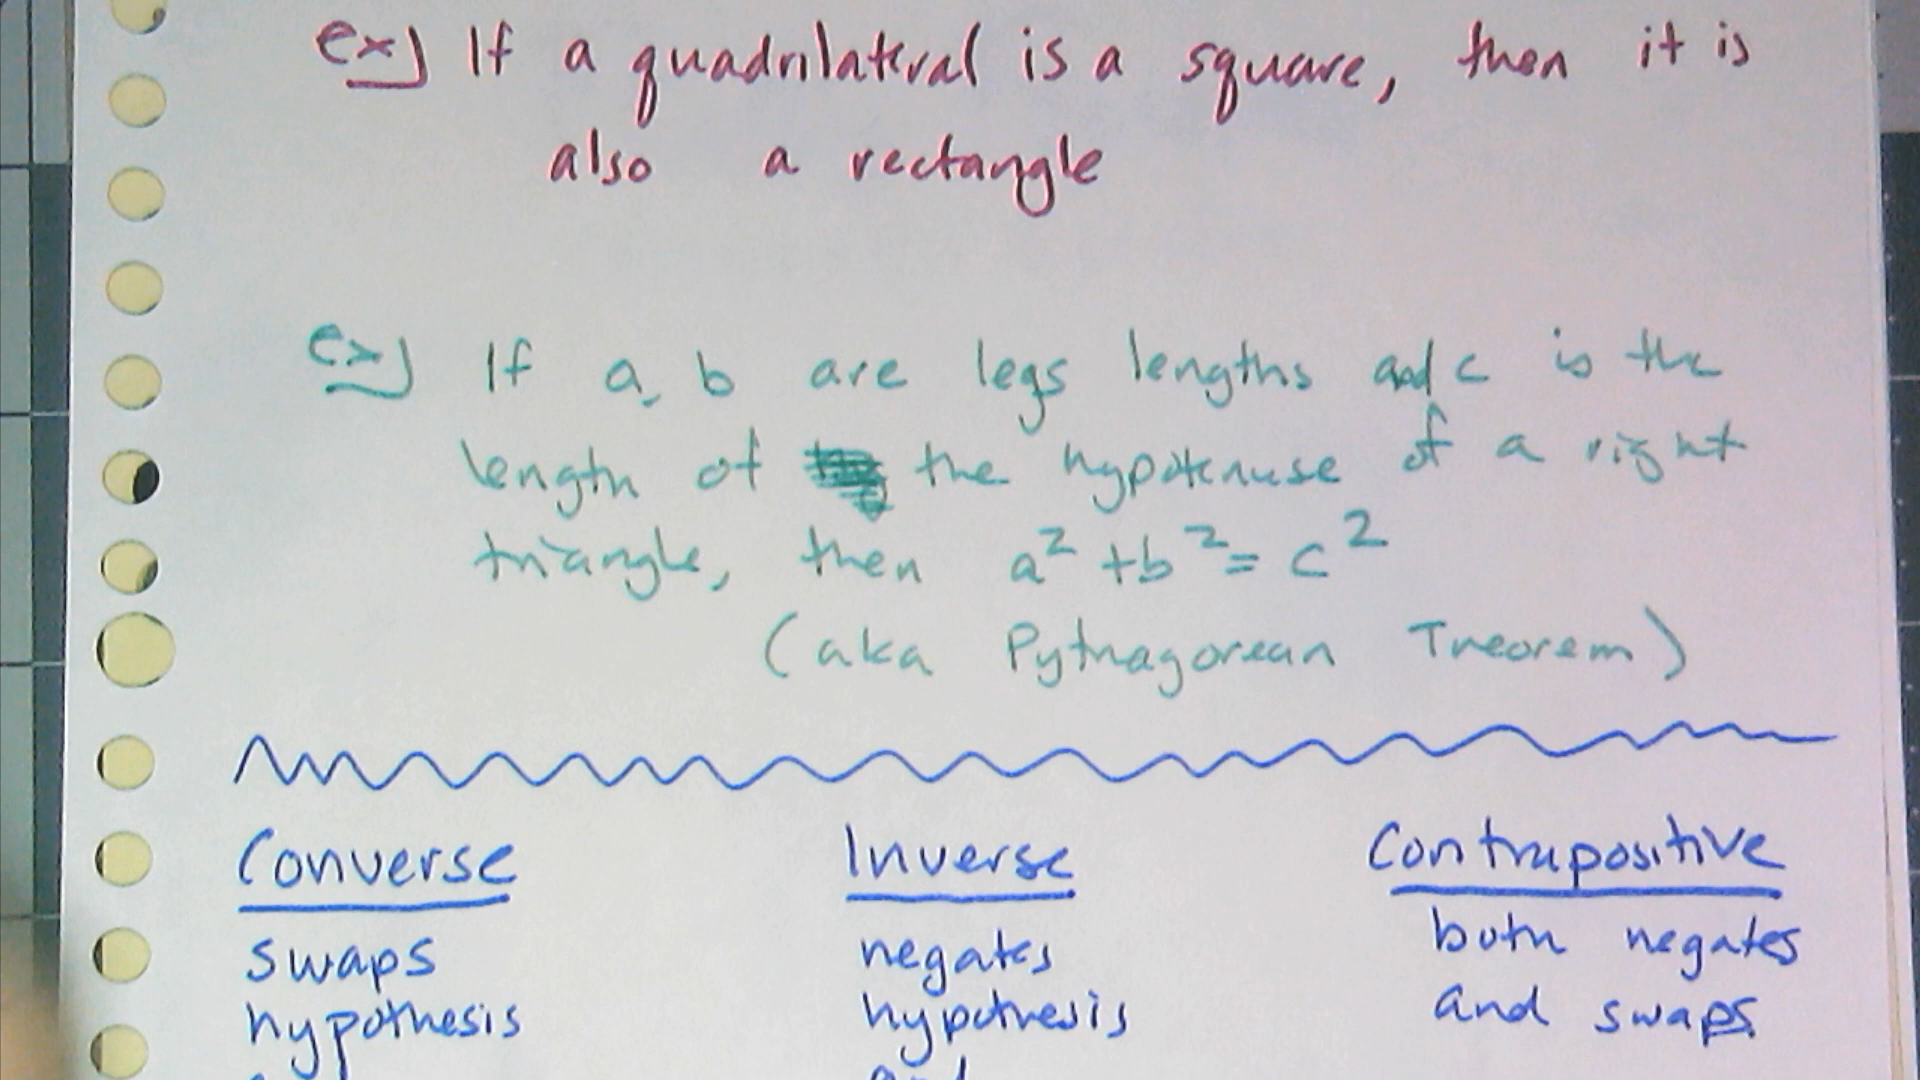 ex) If a quadrilateral is a square, then it is
also a rectangle
ex) If a, b are legs lengths and c is the
length of the hypotenuse of a right
triangle, then a² + b² = c²
(aka Pythagorean Theorem)
Converse Inverse Contrapositive
swaps negates both negates
hypothesis hypothesis and swaps
and